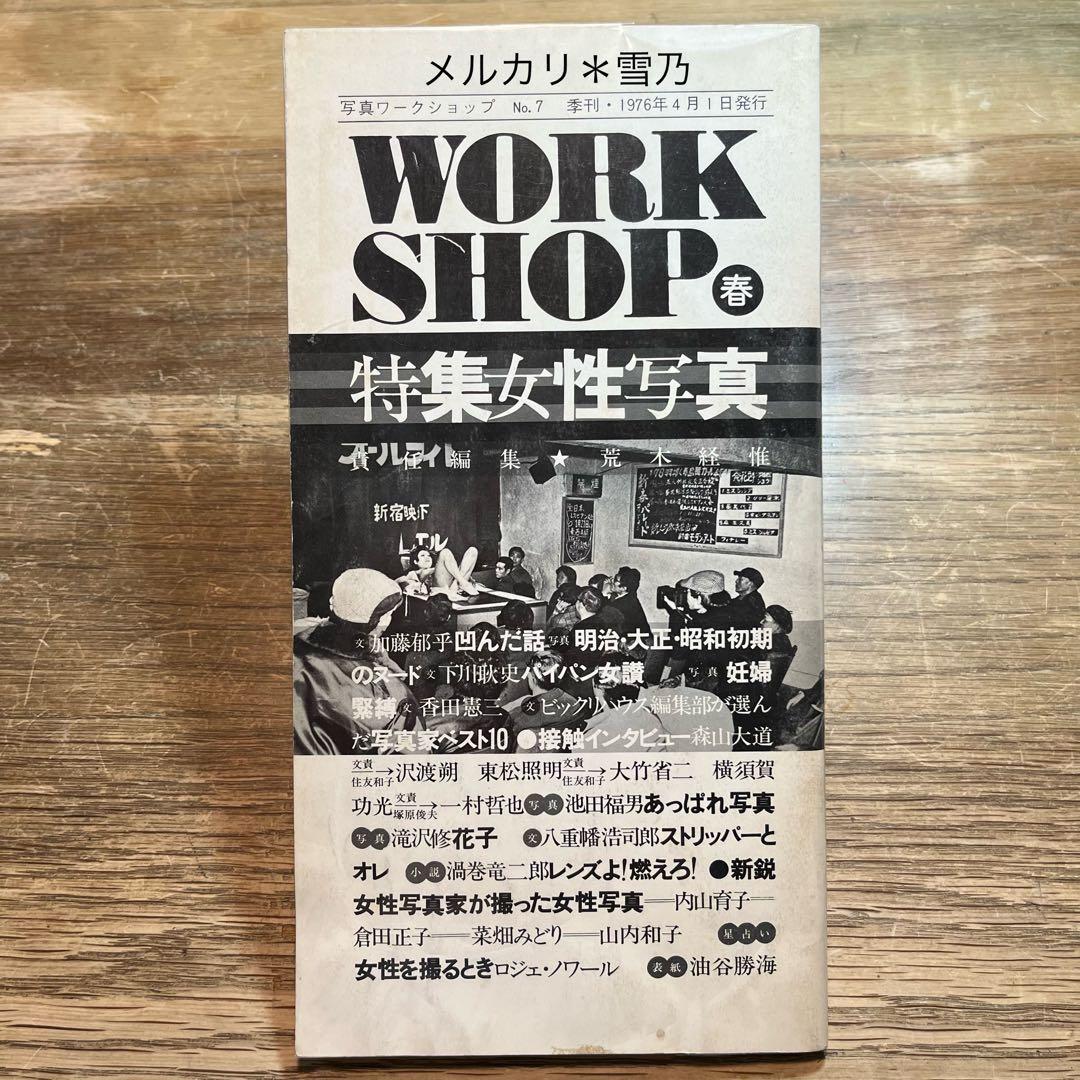 メルカリ＊雪乃
写真ワークショップ No.7 季刊・1976年4月1日発行
WORK
SHOP.春
特集女性写真
オールナイト
責任編集★荒木経惟
新宿映下
文加藤郁乎凹んだ話写真明治・大正・昭和初期
のヌード文下川耿史パイパン女讃 写真妊婦
緊縛文香田憲三 文ビックリハウス編集部が選ん
だ写真家ベスト10●接触インタビュー森山大道
文責住友和子→沢渡朔 東松照明文責住友和子→大竹省二 横須賀
功光文責塚原俊夫→一村哲也写真池田福男あっぱれ写真
写真滝沢修花子 文八重幡浩司郎ストリッパーと
オレ 小説渦巻竜二郎レンズよ!燃えろ! ●新鋭
女性写真家が撮った女性写真──内山育子──
倉田正子──菜畑みどり──山内和子 星占い
女性を撮るときロジェ・ノワール 表紙油谷勝海